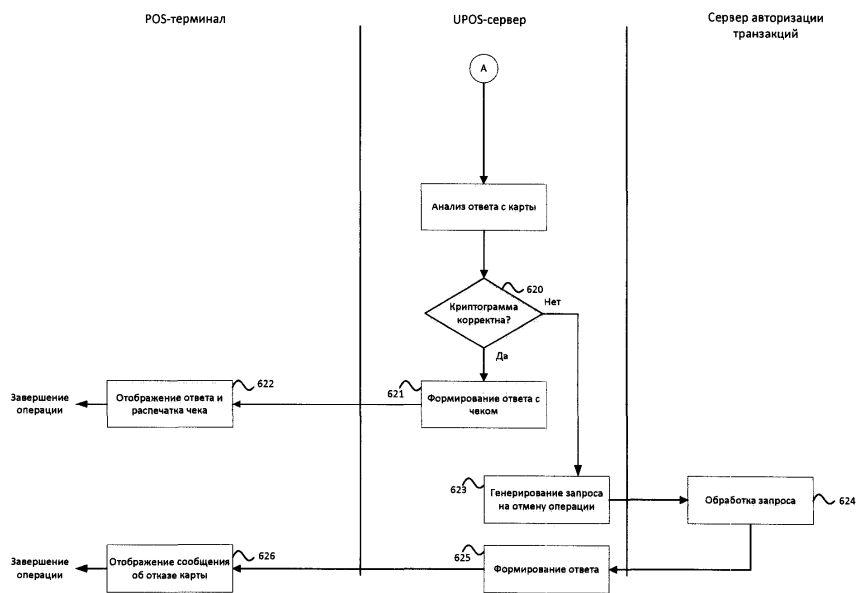 POS-терминал
UPOS-сервер
Сервер авторизации
транзакций
А
Анализ ответа с карты
620
Криптограмма
корректна?
Нет
Да
Завершение
операции
Отображение ответа и
распечатка чека
622
621
Формирование ответа с
чеком
623
Генерирование запроса
на отмену операции
Обработка запроса
624
Завершение
операции
Отображение сообщения
об отказе карты
626
625
Формирование ответа